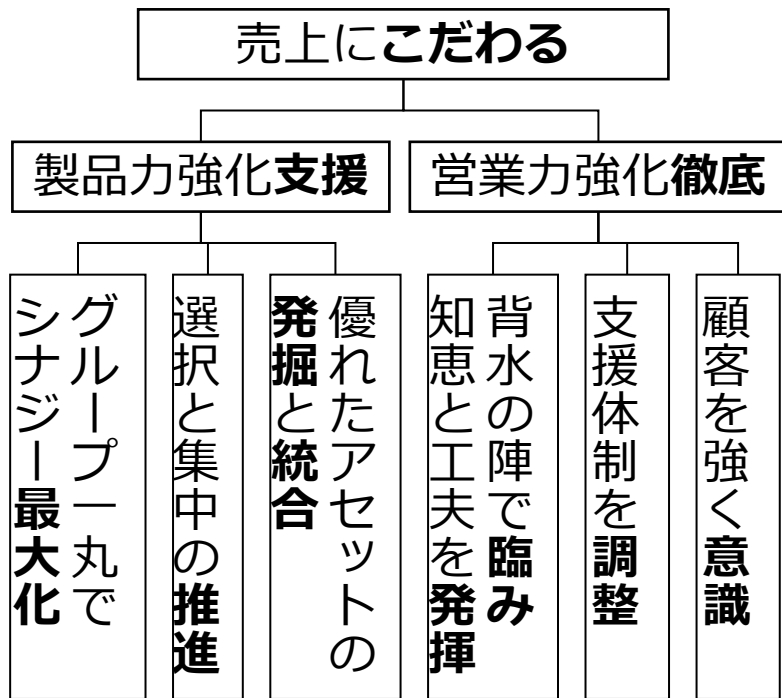 売上にこだわる
製品力強化支援
営業力強化徹底
グループ一丸で
シナジー最大化
選択と集中の推進
優れたアセットの
発掘と統合
背水の陣で臨み
知恵と工夫を発揮
支援体制を調整
顧客を強く意識